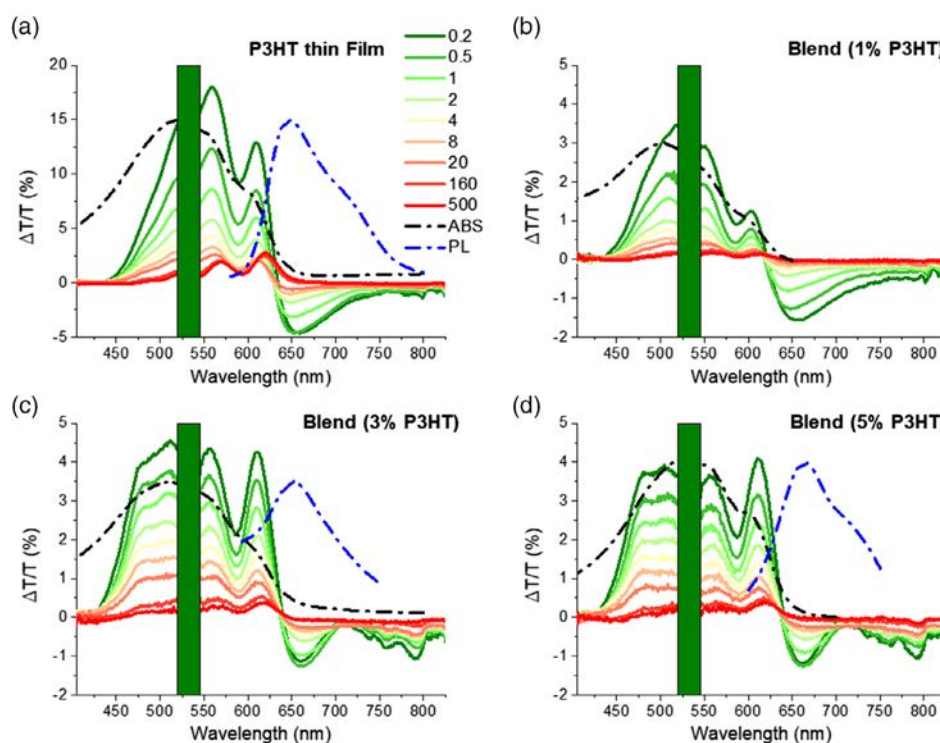 (a)
P3HT thin Film
0.2
0.5
1
2
4
8
20
160
500
ABS
PL
20
15
10
5
0
-5
ΔT/T (%)
450 500 550 600 650 700 750 800
Wavelength (nm)
(b)
Blend (1% P3HT)
5
4
3
2
1
0
-1
-2
ΔT/T (%)
450 500 550 600 650 700 750 800
Wavelength (nm)
(c)
Blend (3% P3HT)
5
4
3
2
1
0
-1
-2
ΔT/T (%)
450 500 550 600 650 700 750 800
Wavelength (nm)
(d)
Blend (5% P3HT
5
4
3
2
1
0
-1
-2
ΔT/T (%)
450 500 550 600 650 700 750 800
Wavelength (nm)